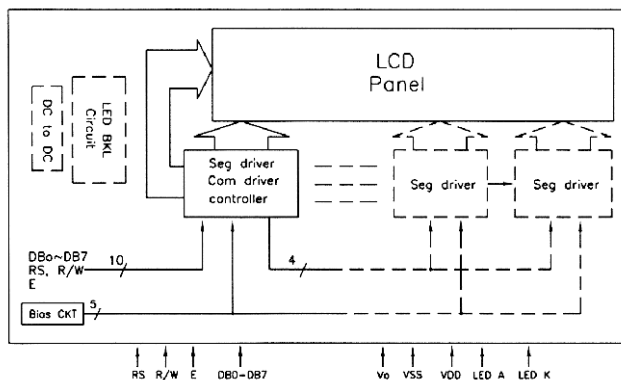 LCD
Panel
DC to DC
LED BKL
Circuit
Seg driver
Com driver
controller
Seg driver
Seg driver
DBo~DB7
RS, R/W
E
10
4
Bias CKT
5
RS R/W E DB0-DB7 Vo VSS VDD LED A LED K